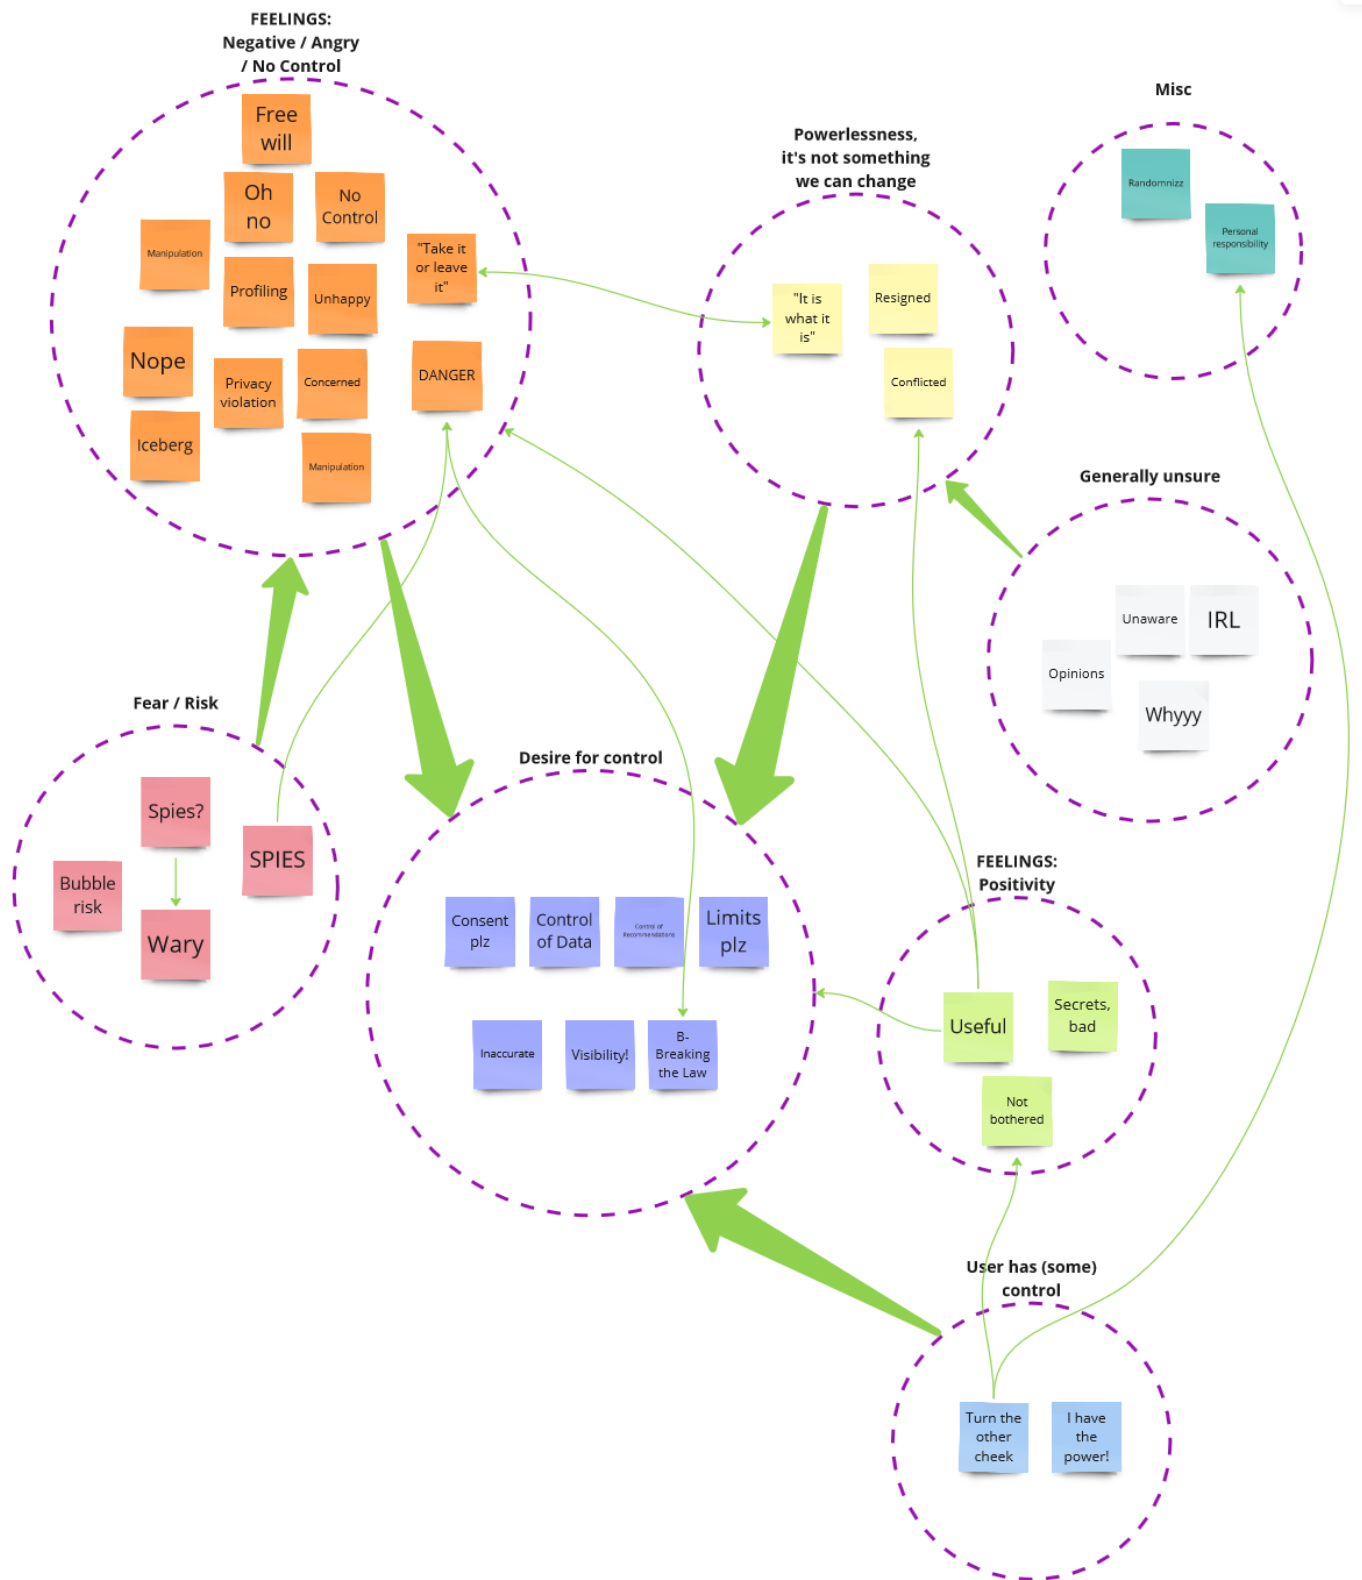 FEELINGS:
Negative / Angry
/ No Control
Free
will
Oh
no
No
Control
Manipulation
"Take it
or leave
it"
Profiling
Unhappy
Nope
Privacy
violation
Concerned
DANGER
Iceberg
Manipulation
Powerlessness,
it's not something
we can change
"It is
what it
is"
Resigned
Conflicted
Misc
Randomnizz
Personal
responsibility
Generally unsure
Unaware
IRL
Opinions
Whyyy
Fear / Risk
Spies?
SPIES
Bubble
risk
Wary
Desire for control
Consent
plz
Control
of Data
Control of
Recommendations
Limits
plz
Inaccurate
Visibility!
B-
Breaking
the Law
FEELINGS:
Positivity
Useful
Secrets,
bad
Not
bothered
User has (some)
control
Turn the
other
cheek
I have
the
power!